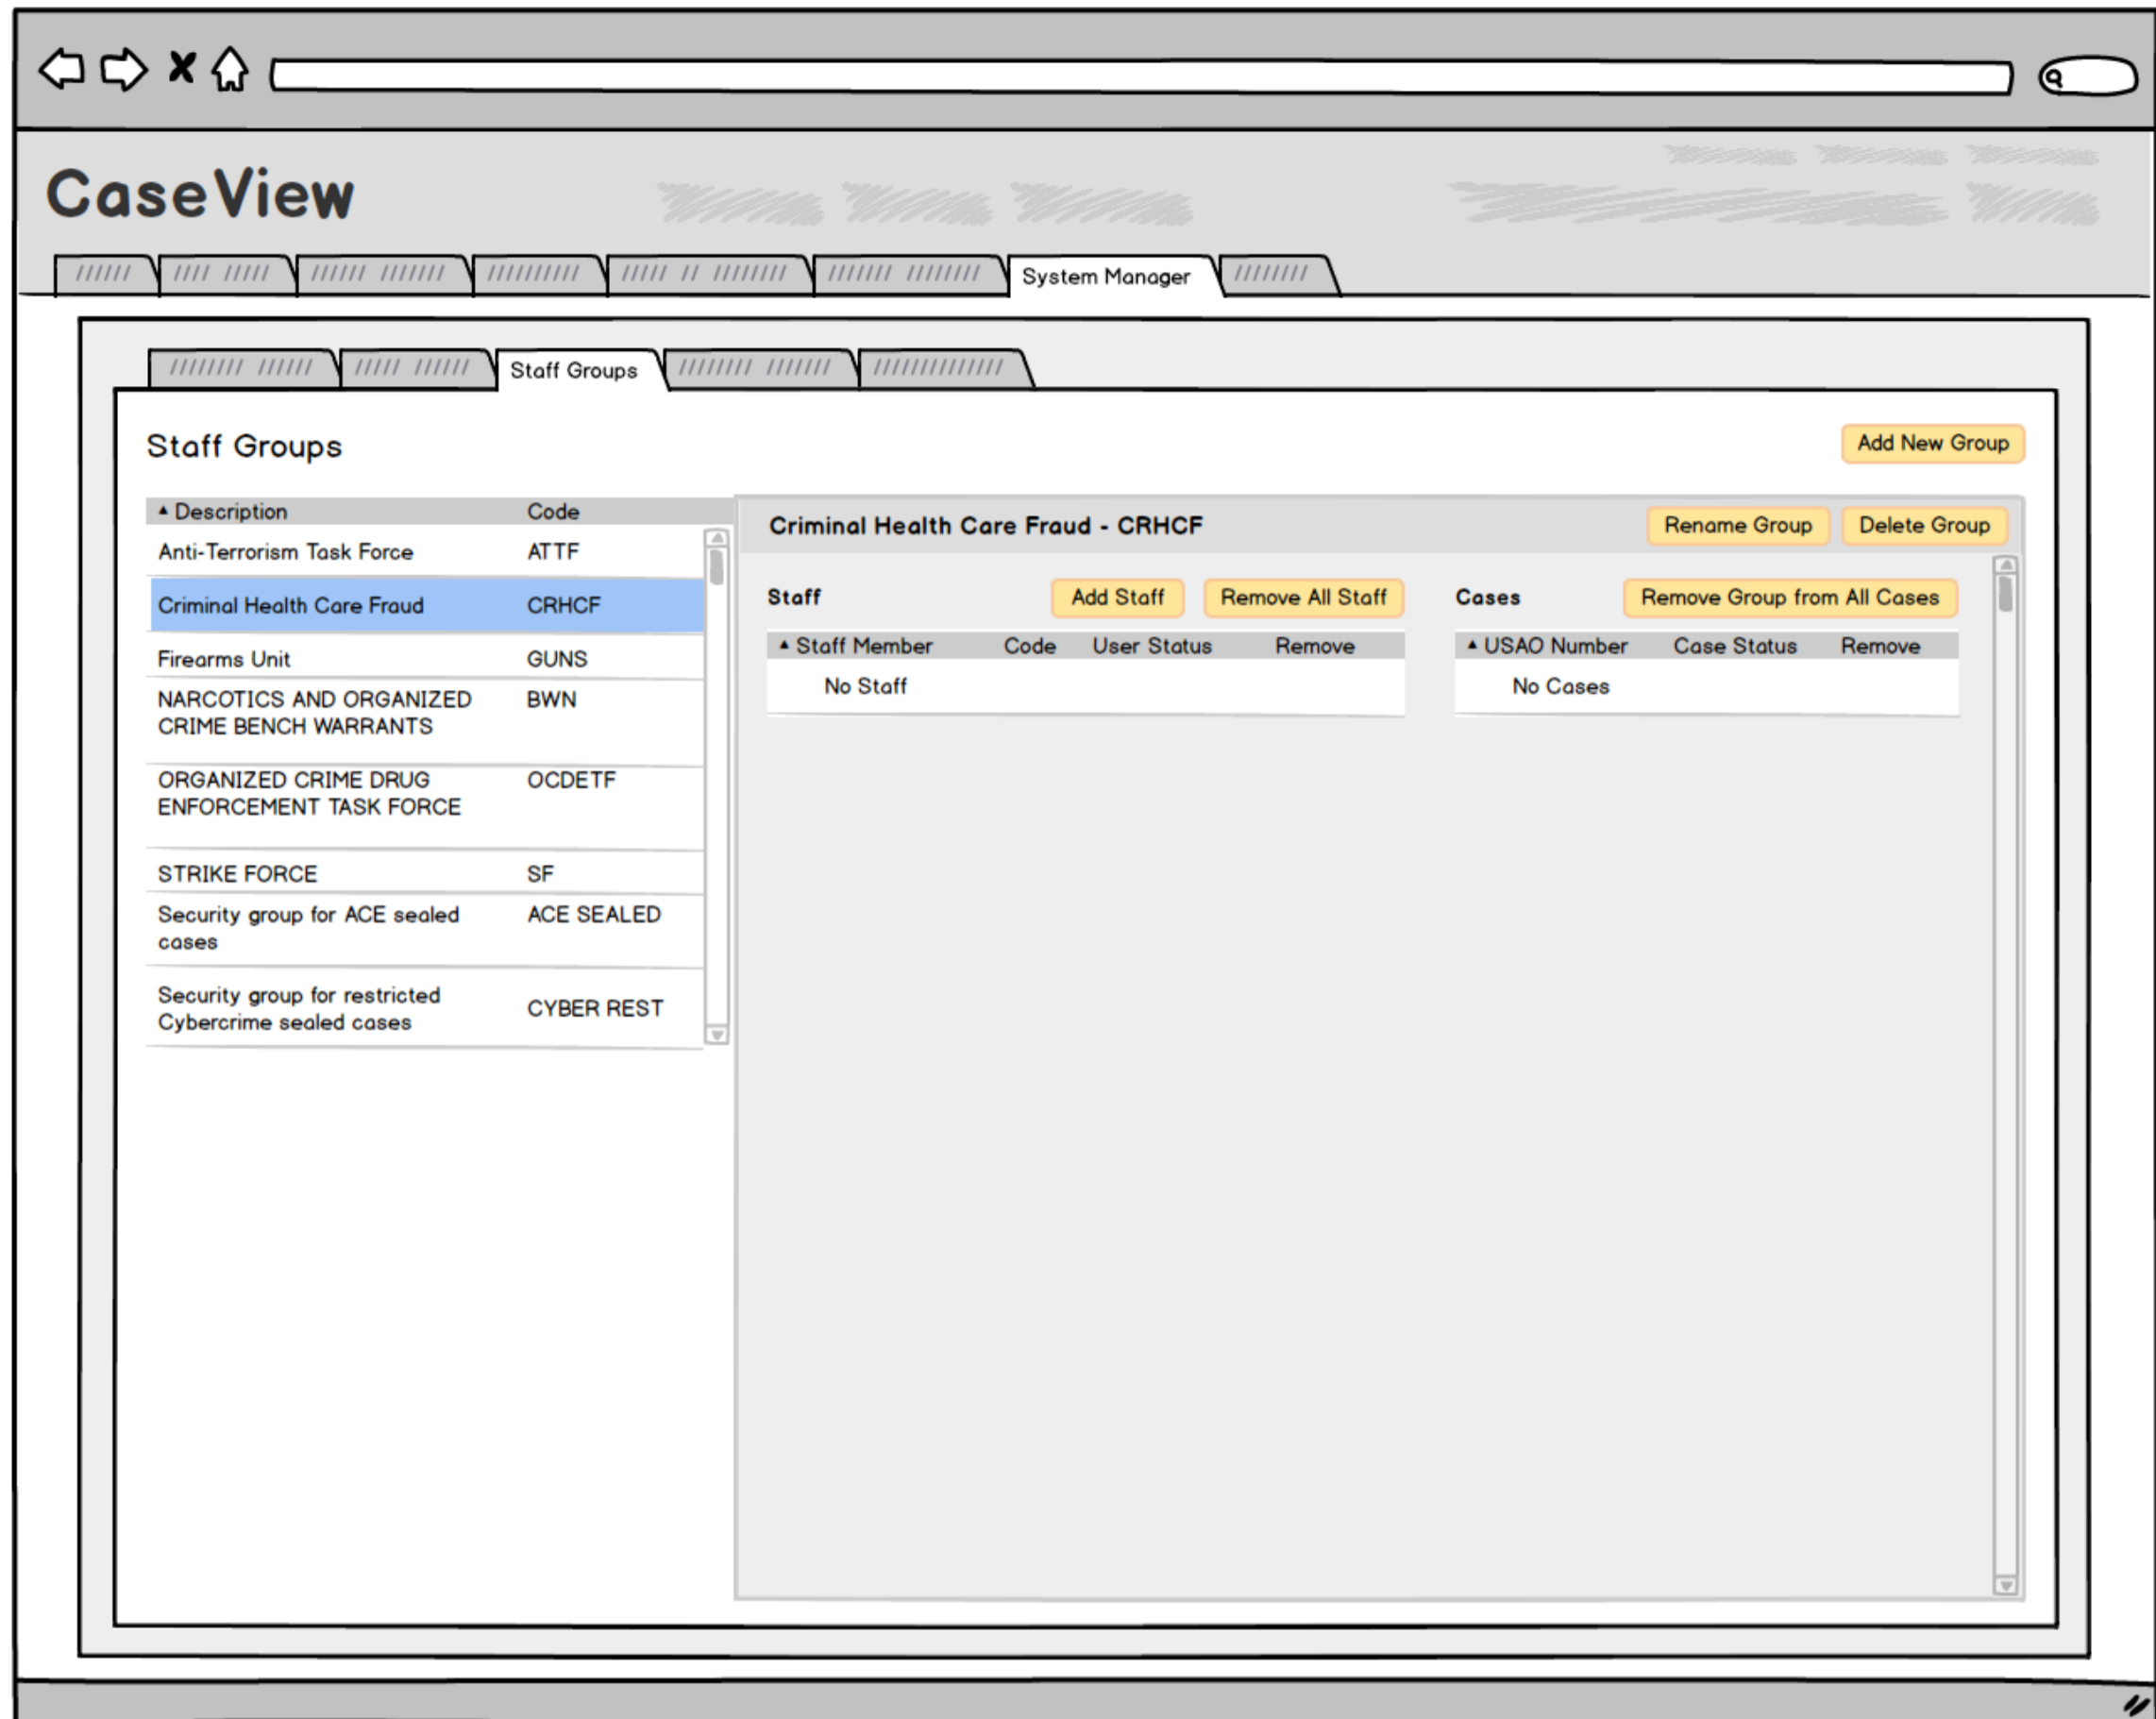 CaseView
System Manager
Staff Groups
Staff Groups
Add New Group
Description Code
Anti-Terrorism Task Force ATTF
Criminal Health Care Fraud CRHCF
Firearms Unit GUNS
NARCOTICS AND ORGANIZED BWN
CRIME BENCH WARRANTS
ORGANIZED CRIME DRUG OCDETF
ENFORCEMENT TASK FORCE
STRIKE FORCE SF
Security group for ACE sealed ACE SEALED
cases
Security group for restricted
Cybercrime sealed cases
CYBER REST
Criminal Health Care Fraud - CRHCF
Rename Group
Delete Group
Staff
Add Staff
Remove All Staff
Staff Member Code User Status Remove
No Staff
Cases
Remove Group from All Cases
USAO Number Case Status Remove
No Cases